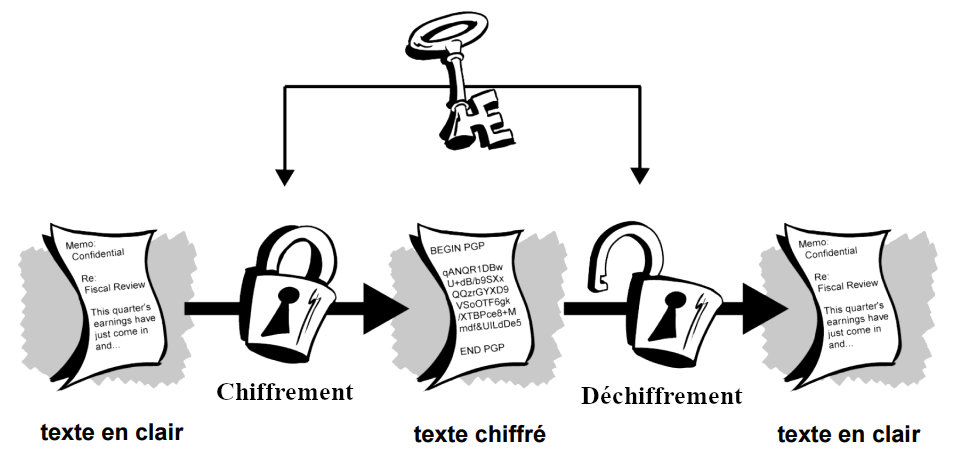 Memo:
Confidential
Re:
Fiscal Review
This quarter's
earnings have
just come in
and...
BEGIN PGP
qANQR1DBw
U+dB/b9SXx
QQzrGYXD9
VSoOTF6gk
/XTBPce8+M
mdf&UILdDe5
END PGP
Memo:
Confidential
Re:
Fiscal Review
This quarter's
earnings have
just come in
and...
Chiffrement
Déchiffrement
texte en clair
texte chiffré
texte en clair